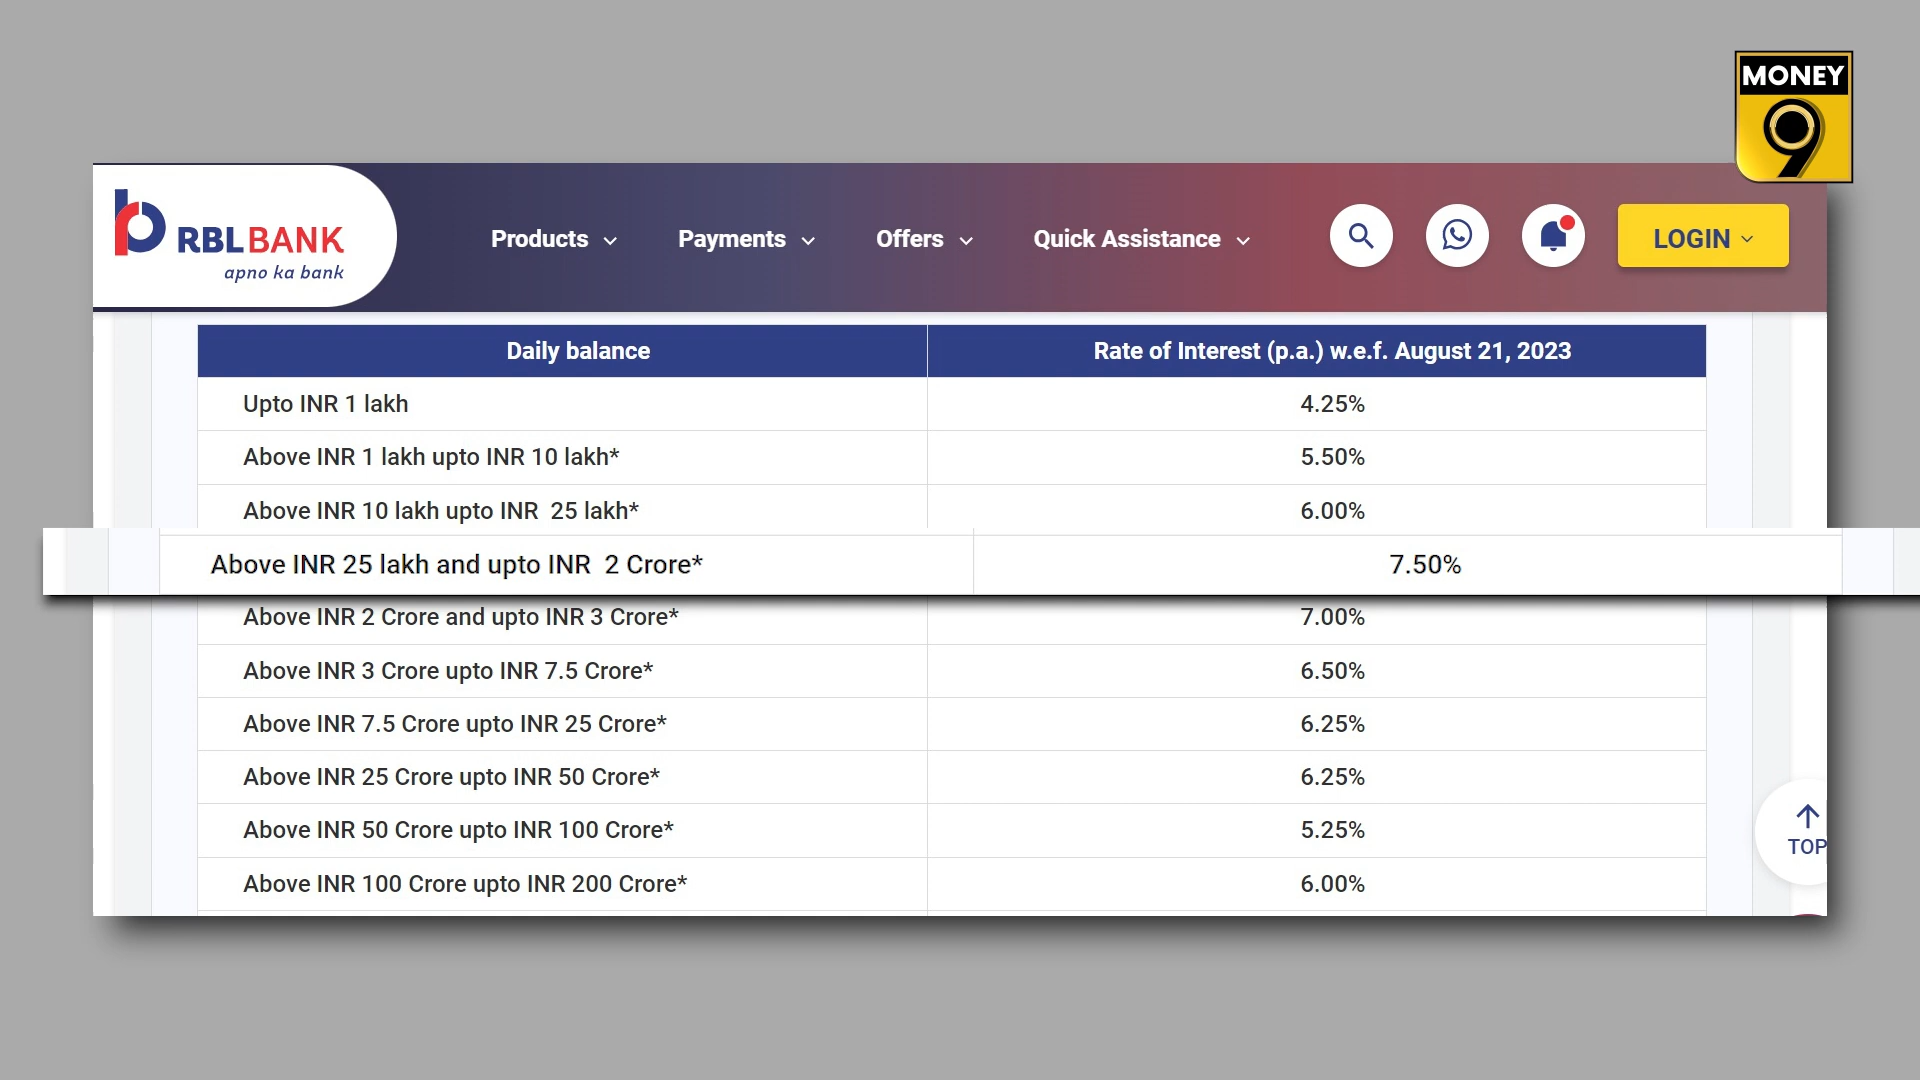 MONEY
9
RBL BANK
apno ka bank
Products
Payments
Offers
Quick Assistance
LOGIN
Daily balance Rate of Interest (p.a.) w.e.f. August 21, 2023
Upto INR 1 lakh 4.25%
Above INR 1 lakh upto INR 10 lakh* 5.50%
Above INR 10 lakh upto INR 25 lakh* 6.00%
Above INR 25 lakh and upto INR 2 Crore* 7.50%
Above INR 2 Crore and upto INR 3 Crore* 7.00%
Above INR 3 Crore upto INR 7.5 Crore* 6.50%
Above INR 7.5 Crore upto INR 25 Crore* 6.25%
Above INR 25 Crore upto INR 50 Crore* 6.25%
Above INR 50 Crore upto INR 100 Crore* 5.25%
Above INR 100 Crore upto INR 200 Crore* 6.00%
TOP